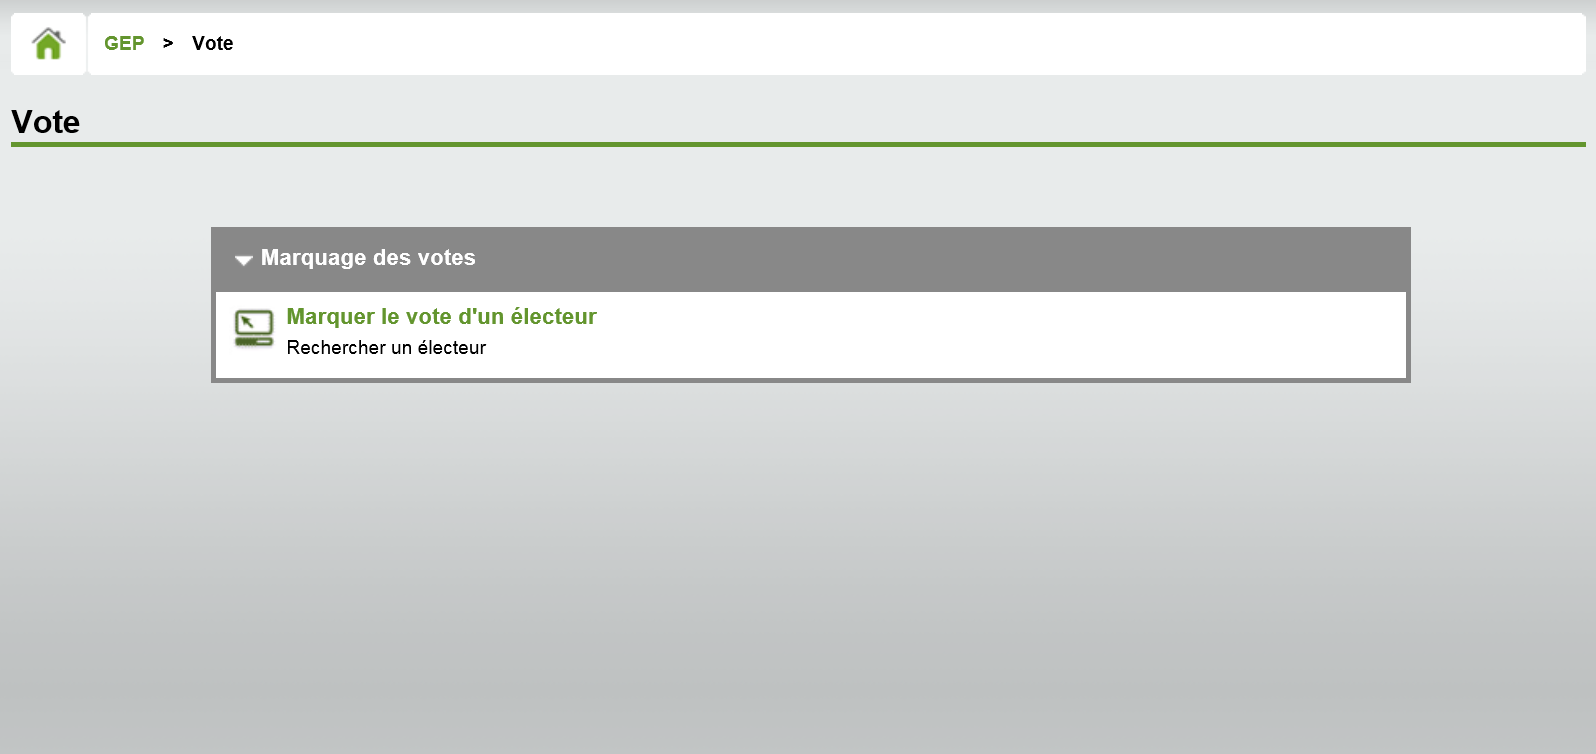 GEP > Vote
Vote
Marquage des votes
Marquer le vote d'un électeur
Rechercher un électeur